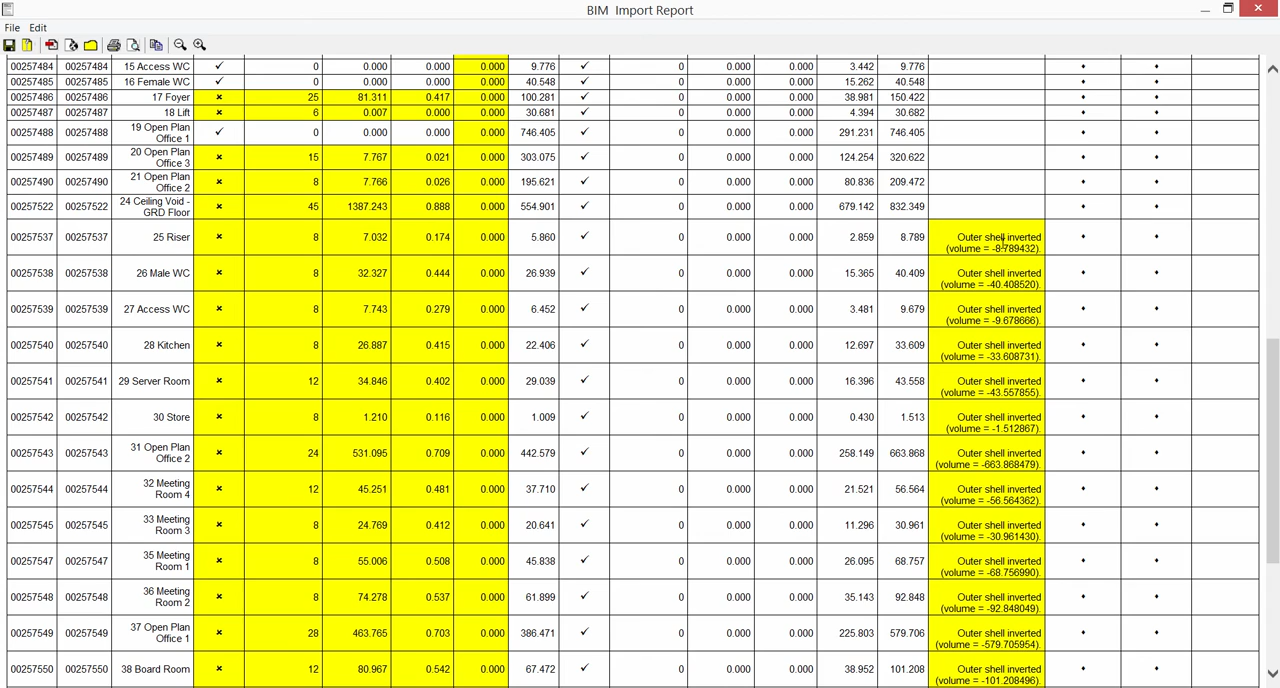 BIM Import Report
File Edit
00257484 00257484 15 Access WC ✓ 0 0.000 0.000 0.000 9.776 ✓ 0 0.000 0.000 3.442 9.776
00257485 00257485 16 Female WC ✓ 0 0.000 0.000 0.000 40.548 ✓ 0 0.000 0.000 15.262 40.548
00257486 00257486 17 Foyer × 25 81.311 0.417 0.000 100.281 ✓ 0 0.000 0.000 38.981 150.422
00257487 00257487 18 Lift × 6 0.007 0.000 0.000 30.681 ✓ 0 0.000 0.000 4.394 30.682
00257488 00257488 19 Open Plan ✓ 0 0.000 0.000 0.000 746.405 ✓ 0 0.000 0.000 291.231 746.405
Office 1
00257489 00257489 20 Open Plan × 15 7.767 0.021 0.000 303.075 ✓ 0 0.000 0.000 124.254 320.622
Office 3
00257490 00257490 21 Open Plan × 8 7.766 0.026 0.000 195.621 ✓ 0 0.000 0.000 80.836 209.472
Office 2
00257522 00257522 24 Ceiling Void - × 45 1387.243 0.888 0.000 554.901 ✓ 0 0.000 0.000 679.142 832.349
GRD Floor
00257537 00257537 25 Riser × 8 7.032 0.174 0.000 5.860 ✓ 0 0.000 0.000 2.859 8.789 Outer shell inverted
(volume = -8.789432).
00257538 00257538 26 Male WC × 8 32.327 0.444 0.000 26.939 ✓ 0 0.000 0.000 15.365 40.409 Outer shell inverted
(volume = -40.408520).
00257539 00257539 27 Access WC × 8 7.743 0.279 0.000 6.452 ✓ 0 0.000 0.000 3.481 9.679 Outer shell inverted
(volume = -9.678666).
00257540 00257540 28 Kitchen × 8 26.887 0.415 0.000 22.406 ✓ 0 0.000 0.000 12.697 33.609 Outer shell inverted
(volume = -33.608731).
00257541 00257541 29 Server Room × 12 34.846 0.402 0.000 29.039 ✓ 0 0.000 0.000 16.396 43.558 Outer shell inverted
(volume = -43.557855).
00257542 00257542 30 Store × 8 1.210 0.116 0.000 1.009 ✓ 0 0.000 0.000 0.430 1.513 Outer shell inverted
(volume = -1.512867).
00257543 00257543 31 Open Plan × 24 531.095 0.709 0.000 442.579 ✓ 0 0.000 0.000 258.149 663.868 Outer shell inverted
Office 2 (volume = -663.868479).
00257544 00257544 32 Meeting × 12 45.251 0.481 0.000 37.710 ✓ 0 0.000 0.000 21.521 56.564 Outer shell inverted
Room 4 (volume = -56.564362).
00257545 00257545 33 Meeting × 8 24.769 0.412 0.000 20.641 ✓ 0 0.000 0.000 11.296 30.961 Outer shell inverted
Room 3 (volume = -30.961430).
00257547 00257547 35 Meeting × 8 55.006 0.508 0.000 45.838 ✓ 0 0.000 0.000 26.095 68.757 Outer shell inverted
Room 1 (volume = -68.756990).
00257548 00257548 36 Meeting × 8 74.278 0.537 0.000 61.899 ✓ 0 0.000 0.000 35.143 92.848 Outer shell inverted
Room 2 (volume = -92.848049).
00257549 00257549 37 Open Plan × 28 463.765 0.703 0.000 386.471 ✓ 0 0.000 0.000 225.803 579.706 Outer shell inverted
Office 1 (volume = -579.705954).
00257550 00257550 38 Board Room × 12 80.967 0.542 0.000 67.472 ✓ 0 0.000 0.000 38.952 101.208 Outer shell inverted
(volume = -101.208496).